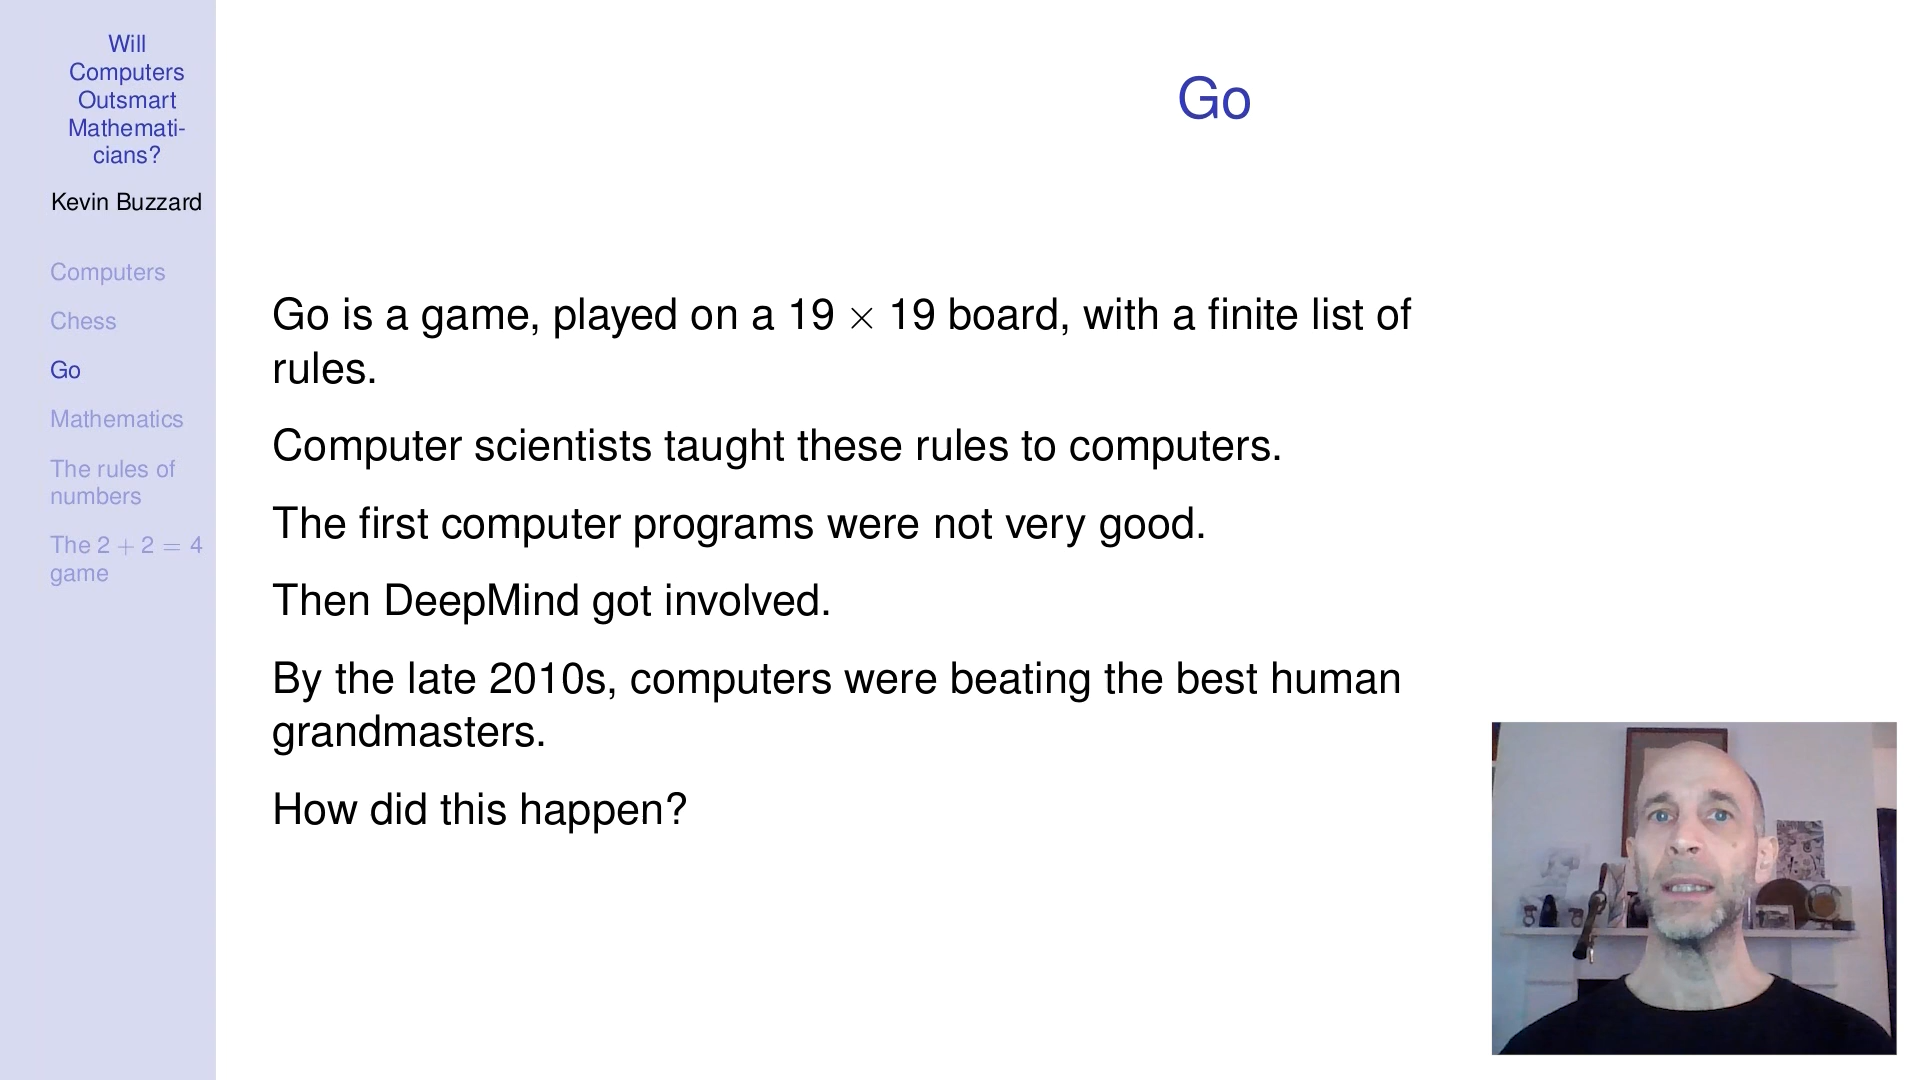 Will
Computers
Outsmart
Mathemati-
cians?
Kevin Buzzard
Computers
Chess
Go
Mathematics
The rules of
numbers
The 2 + 2 = 4
game
Go
Go is a game, played on a 19 × 19 board, with a finite list of
rules.
Computer scientists taught these rules to computers.
The first computer programs were not very good.
Then DeepMind got involved.
By the late 2010s, computers were beating the best human
grandmasters.
How did this happen?